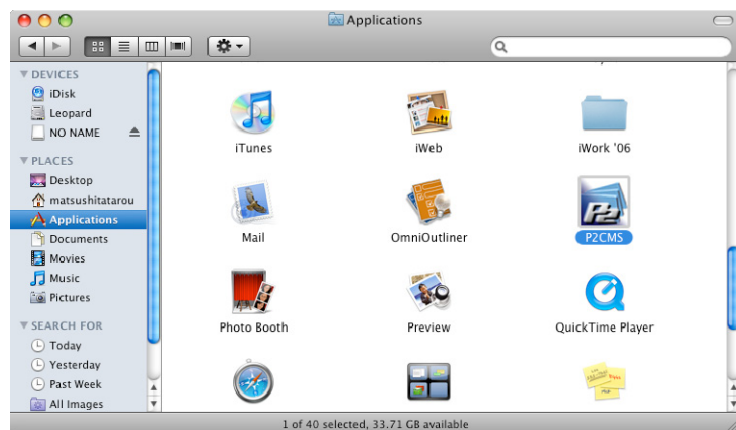 Applications
DEVICES
iDisk
Leopard
NO NAME
PLACES
Desktop
matsushitatarou
Applications
Documents
Movies
Music
Pictures
SEARCH FOR
Today
Yesterday
Past Week
All Images
iTunes
iWeb
iWork '06
Mail
OmniOutliner
P2
P2CMS
Photo Booth
Preview
QuickTime Player
1 of 40 selected, 33.71 GB available